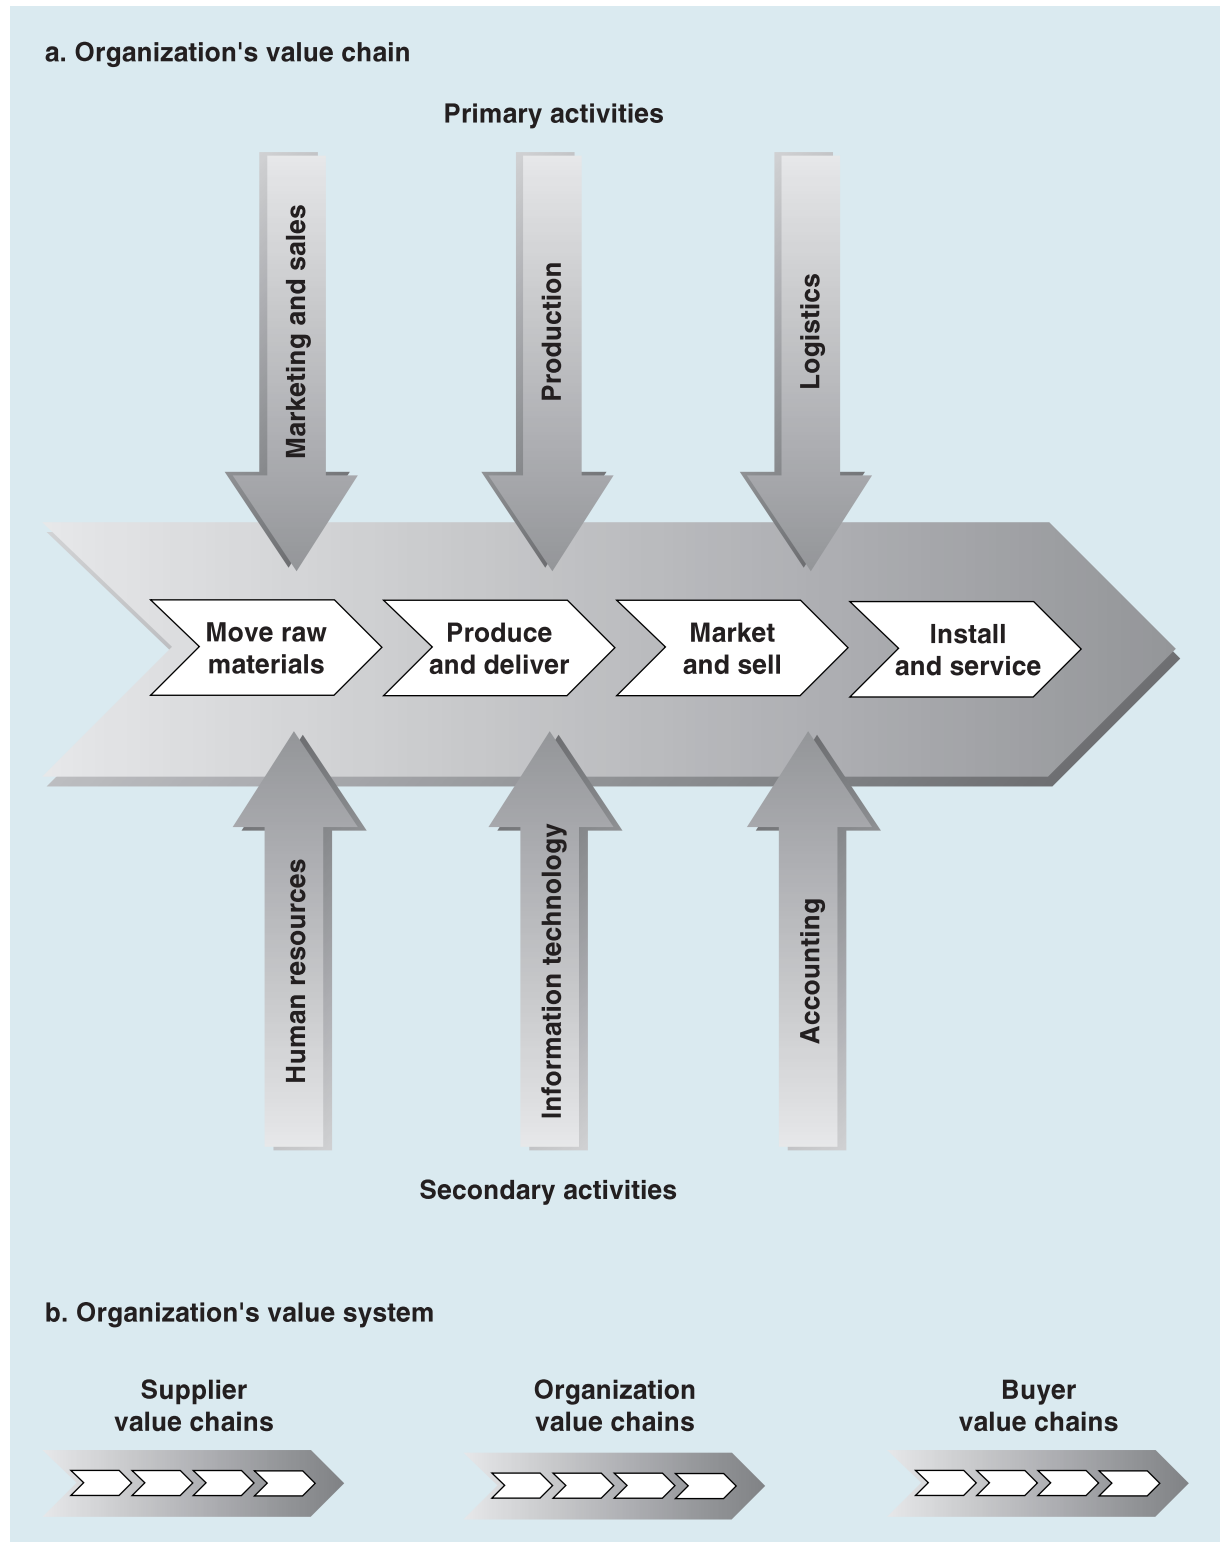 a. Organization's value chain
Primary activities
Marketing and sales
Production
Logistics
Move raw
materials
Produce
and deliver
Market
and sell
Install
and service
Human resources
Information technology
Accounting
Secondary activities
b. Organization's value system
Supplier
value chains
Organization
value chains
Buyer
value chains